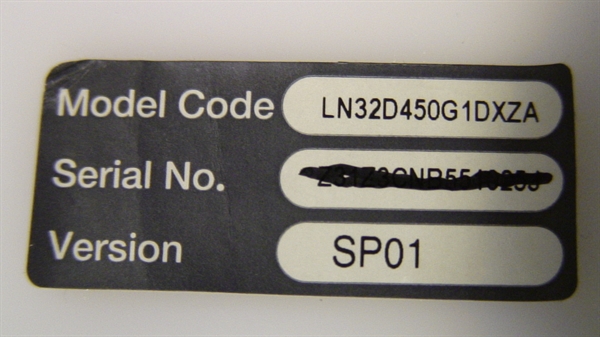 Model Code LN32D450G1DXZA
Serial No.
Version SP01